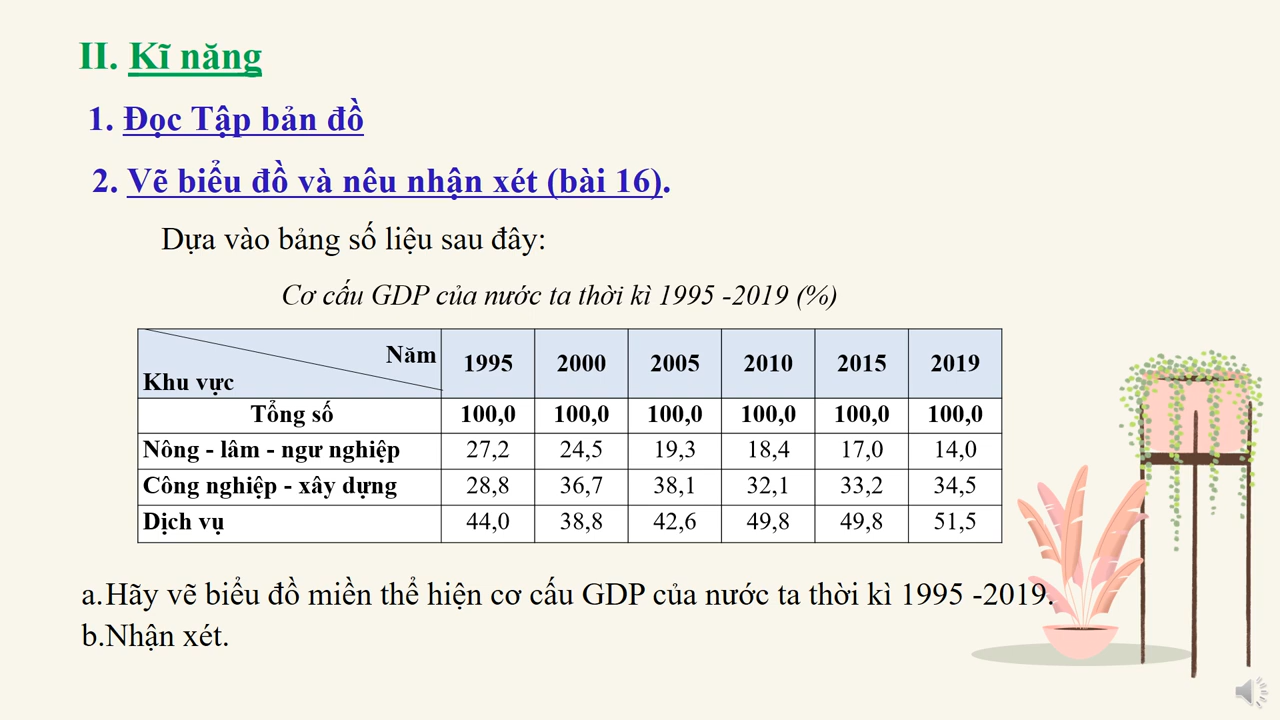 II. Kĩ năng
1. Đọc Tập bản đồ
2. Vẽ biểu đồ và nêu nhận xét (bài 16).
Dựa vào bảng số liệu sau đây:
Cơ cấu GDP của nước ta thời kì 1995 -2019 (%)
Năm
Khu vực 1995 2000 2005 2010 2015 2019
Tổng số 100,0 100,0 100,0 100,0 100,0 100,0
Nông - lâm - ngư nghiệp 27,2 24,5 19,3 18,4 17,0 14,0
Công nghiệp - xây dựng 28,8 36,7 38,1 32,1 33,2 34,5
Dịch vụ 44,0 38,8 42,6 49,8 49,8 51,5
a.Hãy vẽ biểu đồ miền thể hiện cơ cấu GDP của nước ta thời kì 1995 -2019.
b.Nhận xét.